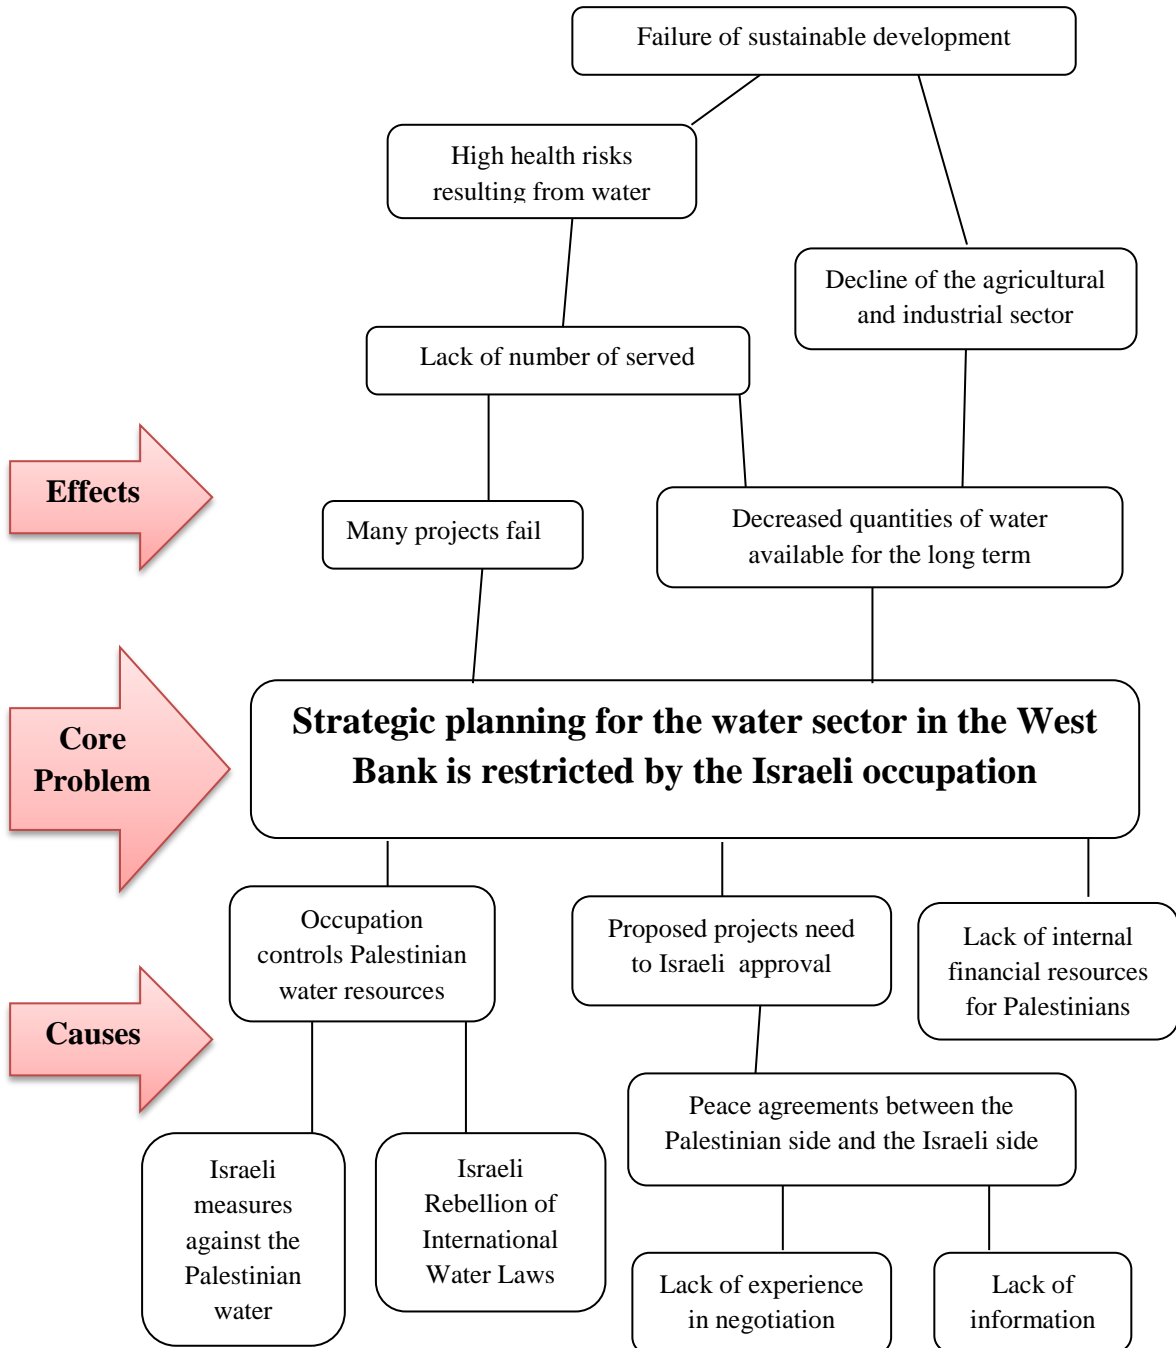 Failure of sustainable development
High health risks
resulting from water
Decline of the agricultural
and industrial sector
Lack of number of served
Effects
Many projects fail
Decreased quantities of water
available for the long term
Core
Problem
Strategic planning for the water sector in the West
Bank is restricted by the Israeli occupation
Occupation
controls Palestinian
water resources
Proposed projects need
to Israeli approval
Lack of internal
financial resources
for Palestinians
Causes
Peace agreements between the
Palestinian side and the Israeli side
Israeli
measures
against the
Palestinian
water
Israeli
Rebellion of
International
Water Laws
Lack of experience
in negotiation
Lack of
information